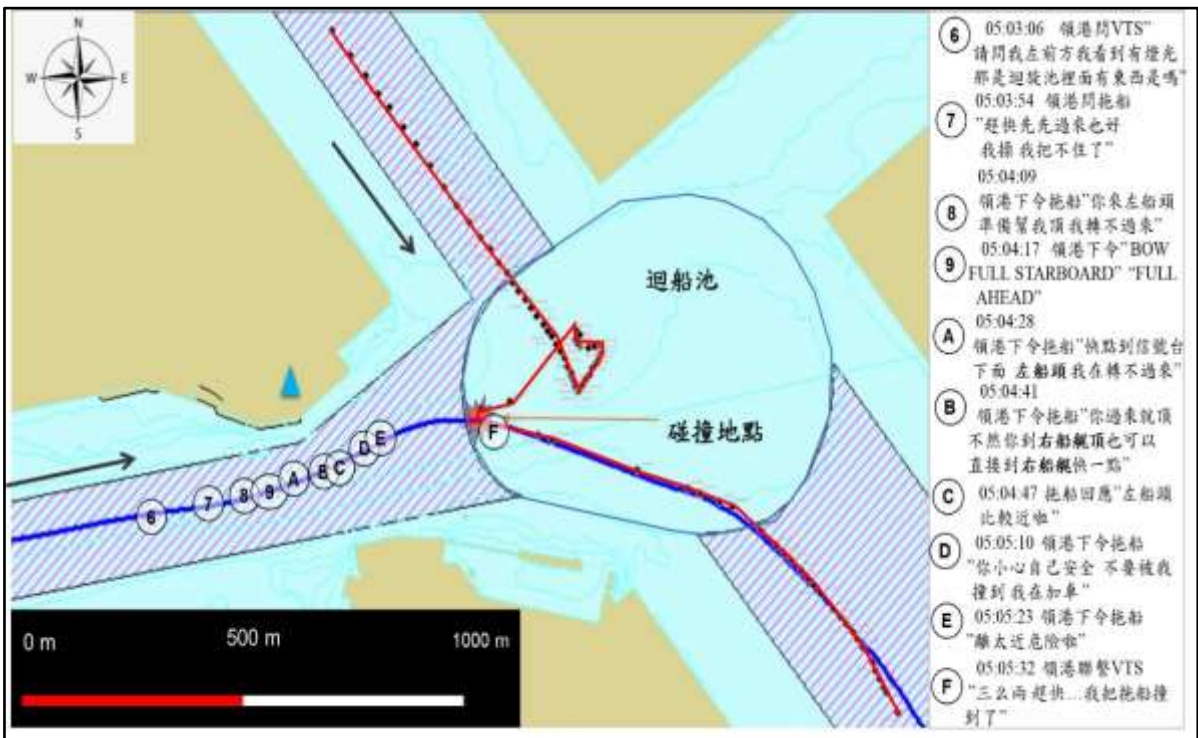 N
W
E
S
迴船池
碰撞地點
6
7
8
9
A
B
C
D
E
F
0 m
500 m
1000 m
6
05:03:06 領港問VTS"
請問我左前方我看到有燈光
那是迴旋池裡面有東西是嗎"
7
05:03:54 領港問拖船
"趕快先先過來也好
我操 我把不住了"
8
05:04:09
領港下令拖船"你來左船頭
準備幫我頂我轉不過來"
9
05:04:17 領港下令"BOW
FULL STARBOARD" "FULL
AHEAD"
A
05:04:28
領港下令拖船"快點到信號台
下面 左船頭我在轉不過來"
B
05:04:41
領港下令拖船"你過來就頂
不然你到右船艉頂也可以
直接到右船艉快一點"
C
05:04:47 拖船回應"左船頭
比較近啦"
D
05:05:10 領港下令拖船
"你小心自己安全 不要被我
撞到 我在加車"
E
05:05:23 領港下令拖船
"離太近危險啦"
F
05:05:32 領港聯繫VTS
"三么兩 趕快...我把拖船撞
到了"